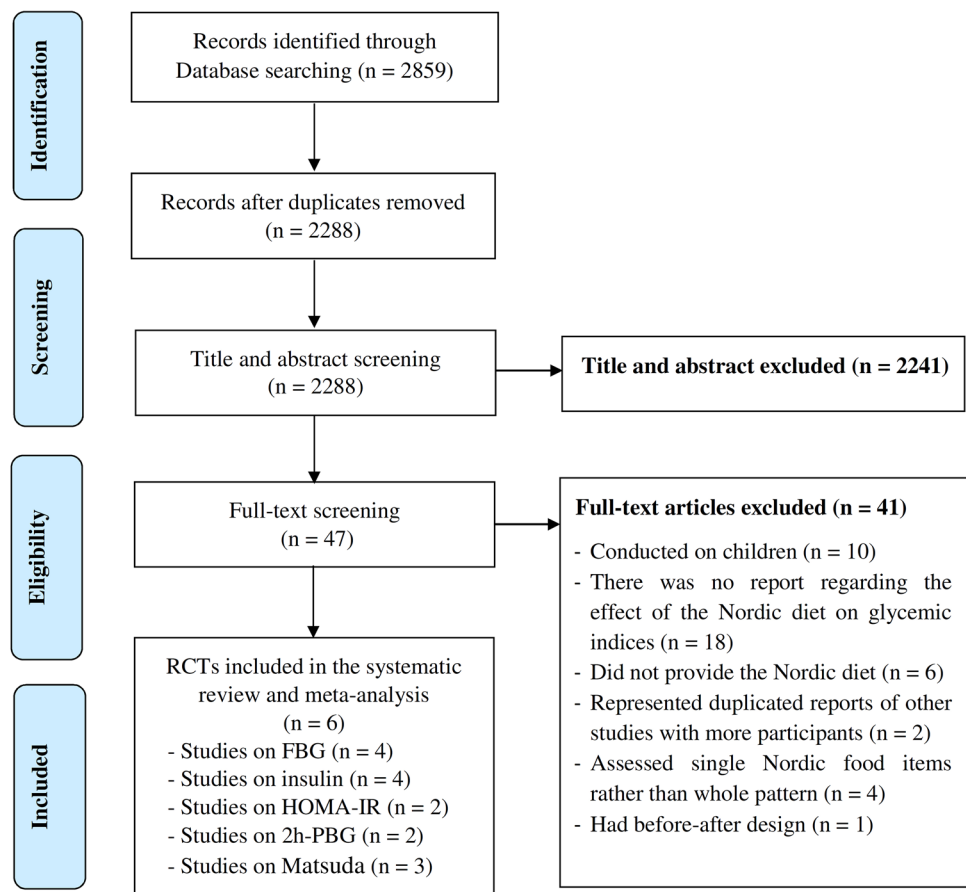 Identification
Records identified through
Database searching (n = 2859)
Records after duplicates removed
(n = 2288)
Screening
Title and abstract screening
(n = 2288)
Title and abstract excluded (n = 2241)
Eligibility
Full-text screening
(n = 47)
Full-text articles excluded (n = 41)
- Conducted on children (n = 10)
- There was no report regarding the
effect of the Nordic diet on glycemic
indices (n = 18)
- Did not provide the Nordic diet (n = 6)
- Represented duplicated reports of other
studies with more participants (n = 2)
- Assessed single Nordic food items
rather than whole pattern (n = 4)
- Had before-after design (n = 1)
Included
RCTs included in the systematic
review and meta-analysis
(n = 6)
- Studies on FBG (n = 4)
- Studies on insulin (n = 4)
- Studies on HOMA-IR (n = 2)
- Studies on 2h-PBG (n = 2)
- Studies on Matsuda (n = 3)